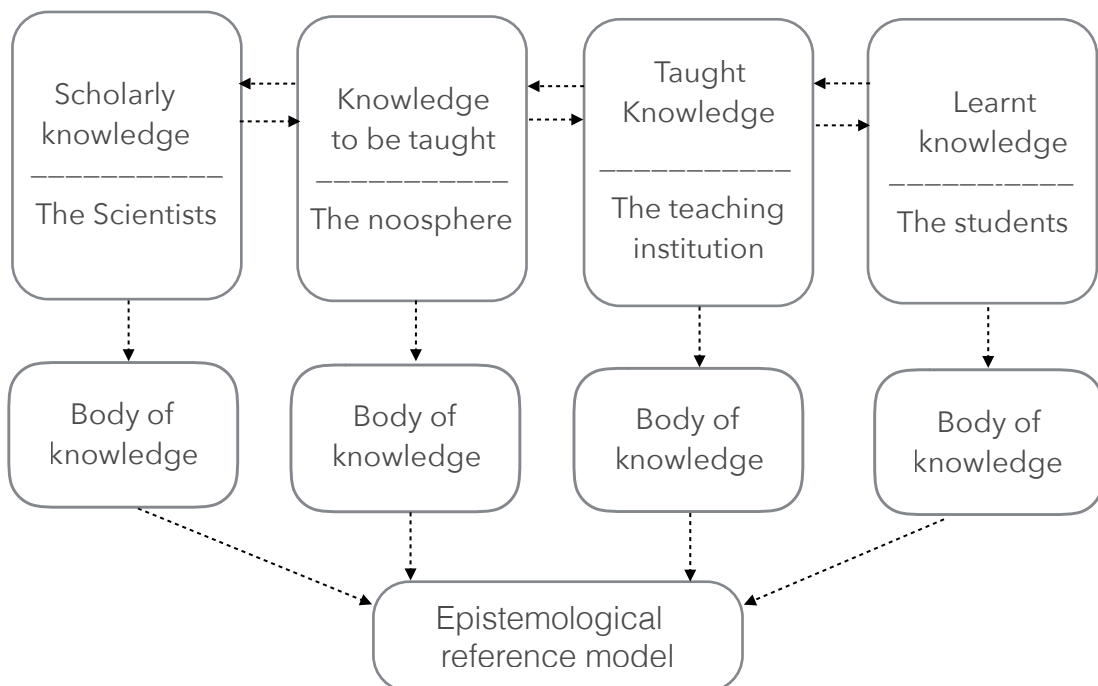 Scholarly
knowledge
The Scientists
Knowledge
to be taught
The noosphere
Taught
Knowledge
The teaching
institution
Learnt
knowledge
The students
Body of
knowledge
Body of
knowledge
Body of
knowledge
Body of
knowledge
Epistemological
reference model